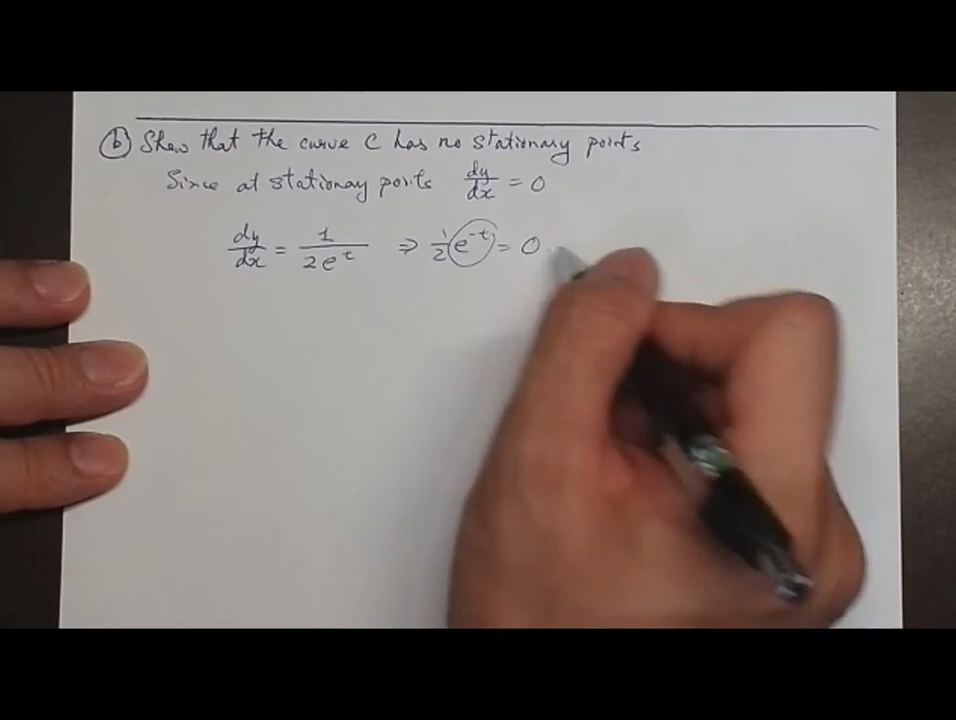 (b) Show that the curve C has no stationary points
Since at stationay points dy/dx = 0
dy/dx = 1/(2e^t) ⇒ 1/2 e^-t = 0